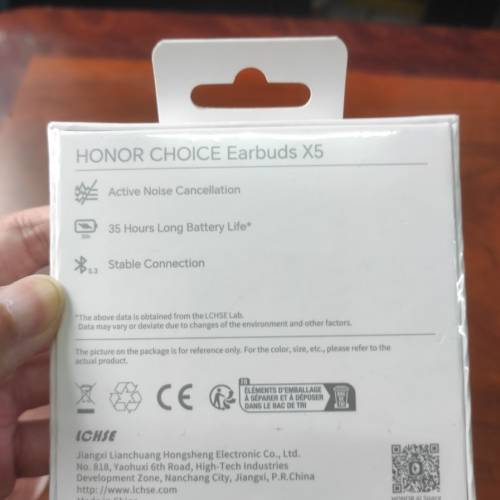 HONOR CHOICE Earbuds X5
Active Noise Cancellation
35 Hours Long Battery Life*
5.3 Stable Connection
*The above data is obtained from the LCHSE Lab.
Data may vary or deviate due to changes of the environment and other factors.
The picture on the package is for reference only. For the color, size, etc., please refer to the
actual product.
FR
ÉLÉMENTS D'EMBALLAGE
À SÉPARER ET À DÉPOSER
DANS LE BAC DE TRI
CE
LCHSE
Jiangxi Lianchuang Hongsheng Electronic Co., Ltd.
No. 818, Yaohuxi 6th Road, High-Tech Industries
Development Zone, Nanchang City, Jiangxi, P.R.China
http://www.lchse.com
Made in China